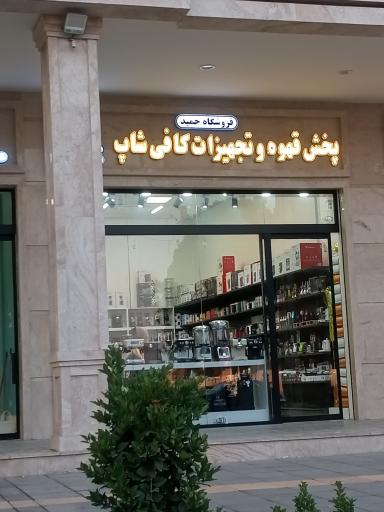 فروشگاه حمید
پخش قهوه و تجهیزات کافی شاپ